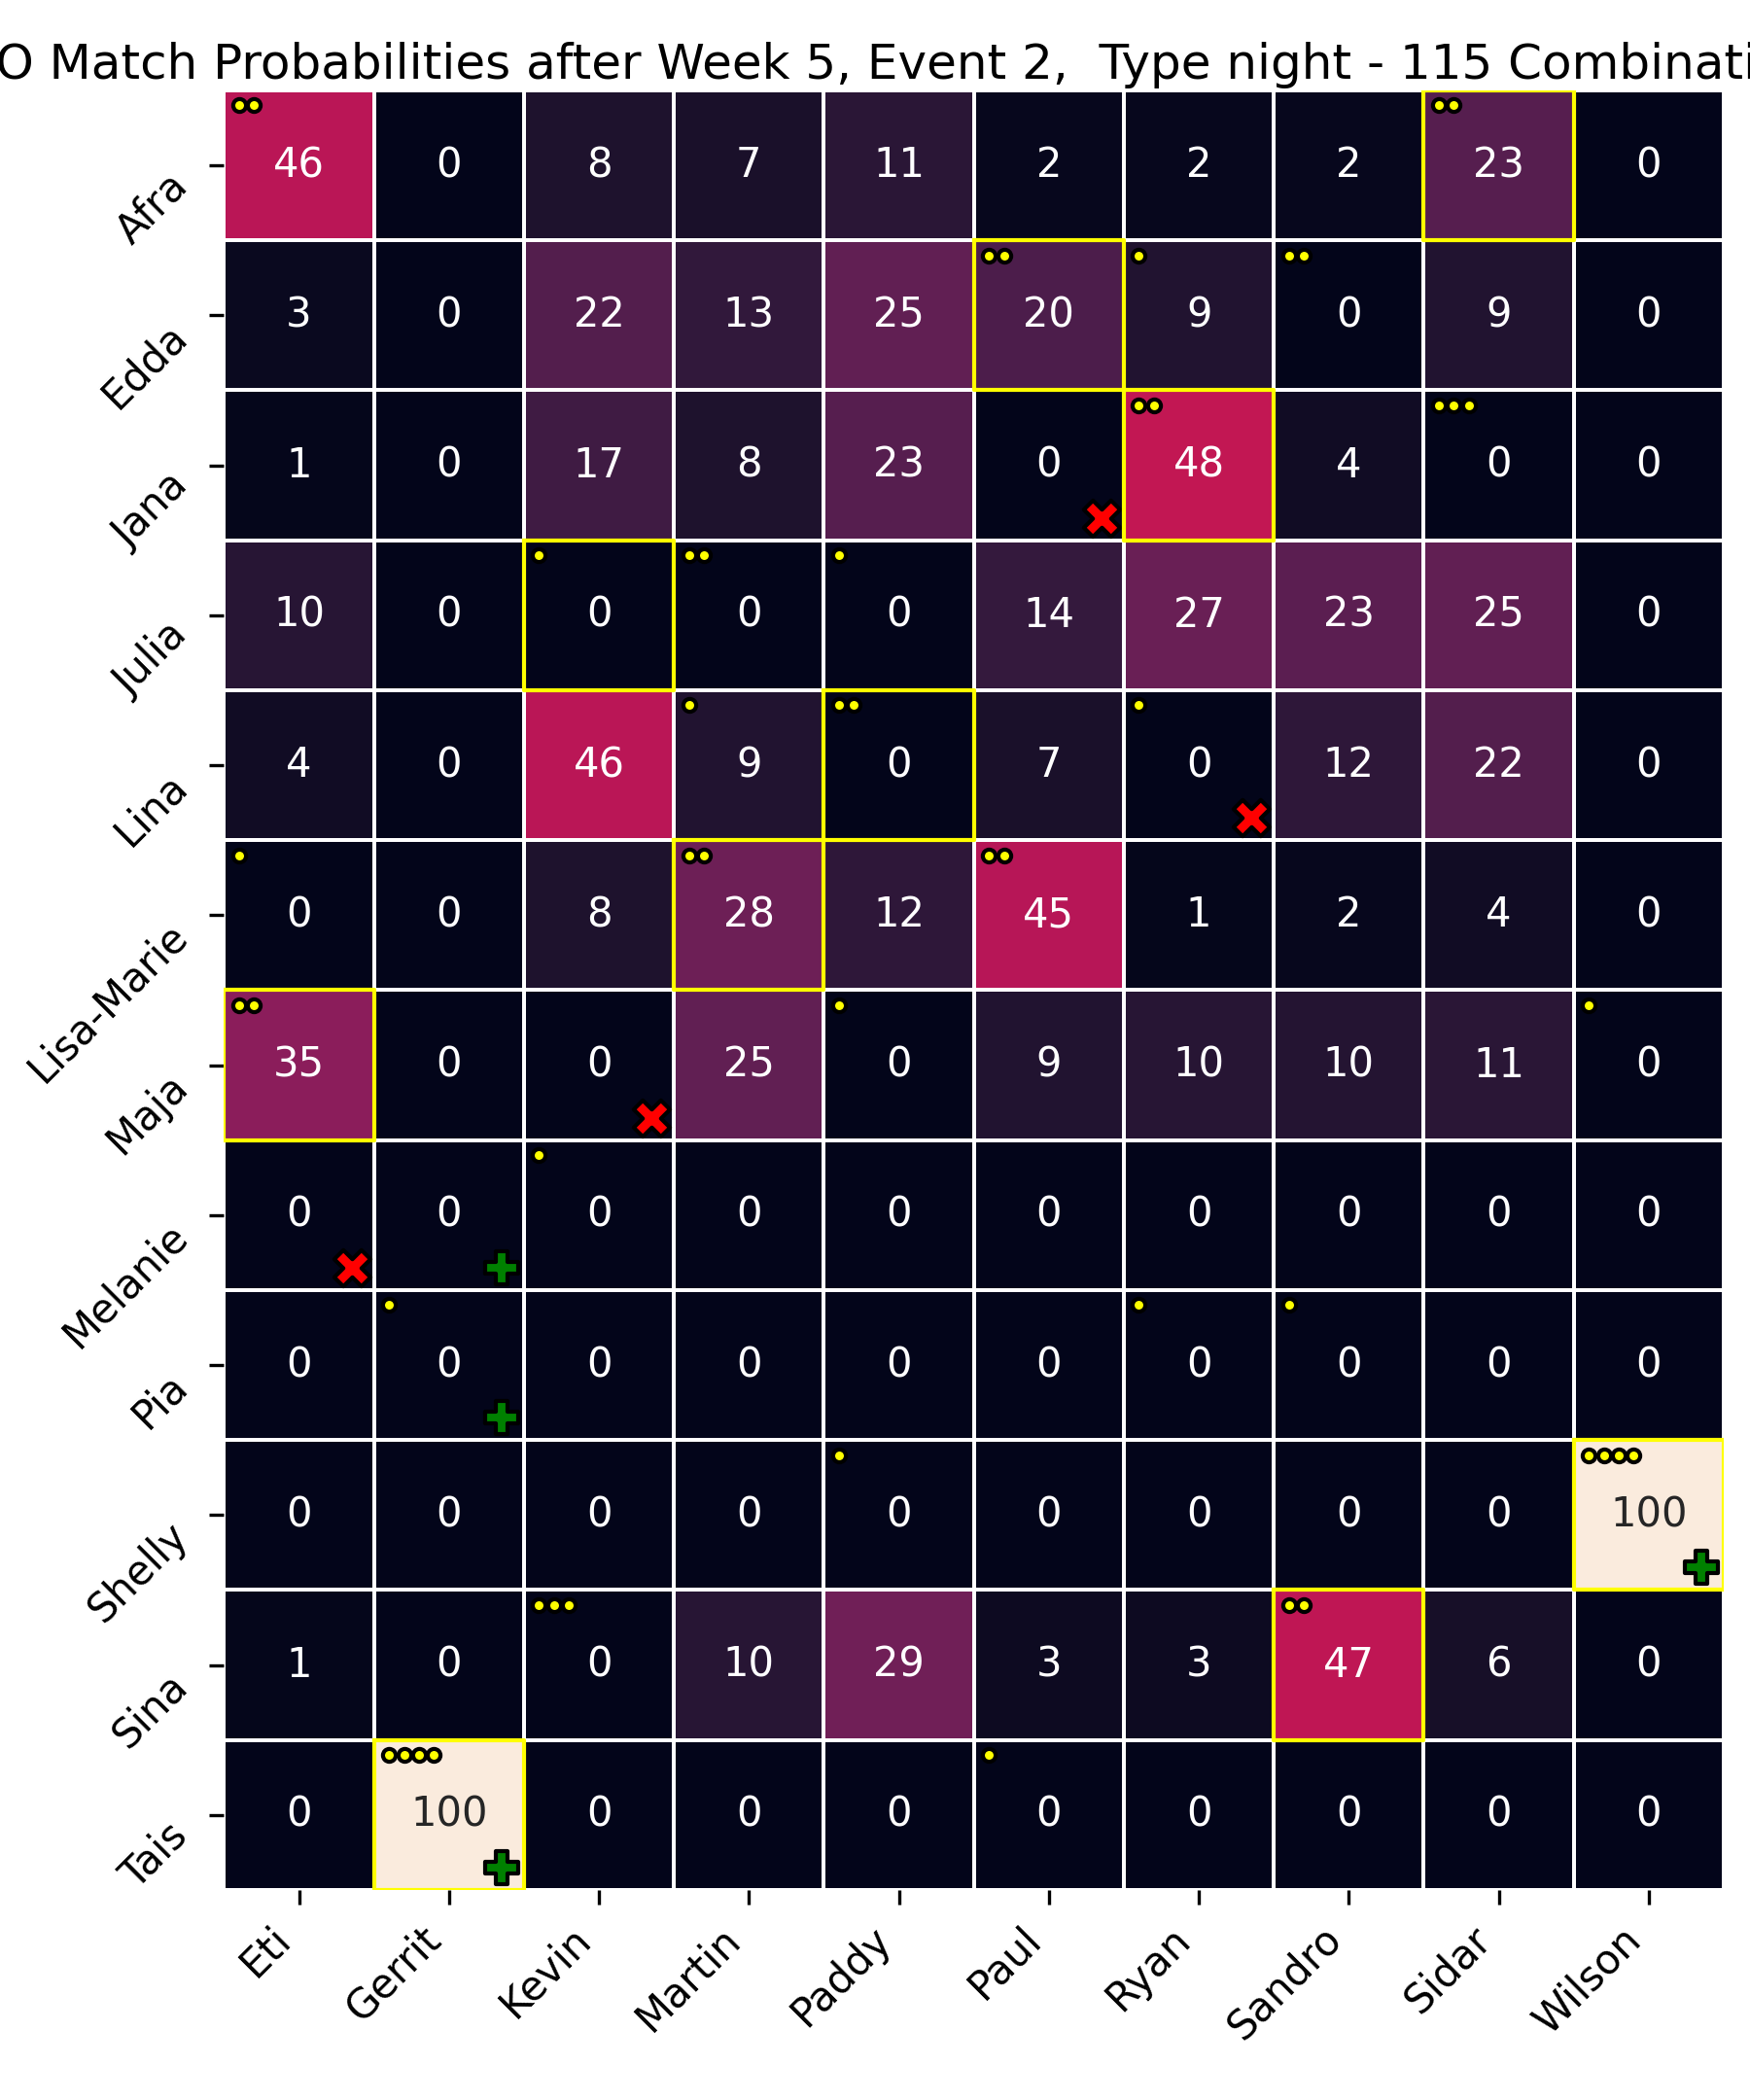 O Match Probabilities after Week 5, Event 2, Type night - 115 Combinati
Afra 46 0 8 7 11 2 2 2 23 0
Edda 3 0 22 13 25 20 9 0 9 0
Jana 1 0 17 8 23 0 48 4 0 0
Julia 10 0 0 0 0 14 27 23 25 0
Lina 4 0 46 9 0 7 0 12 22 0
Lisa-Marie 0 0 8 28 12 45 1 2 4 0
Maja 35 0 0 25 0 9 10 10 11 0
Melanie 0 0 0 0 0 0 0 0 0 0
Pia 0 0 0 0 0 0 0 0 0 0
Shelly 0 0 0 0 0 0 0 0 0 100
Sina 1 0 0 10 29 3 3 47 6 0
Tais 0 100 0 0 0 0 0 0 0 0
Eti Gerrit Kevin Martin Paddy Paul Ryan Sandro Sidar Wilson